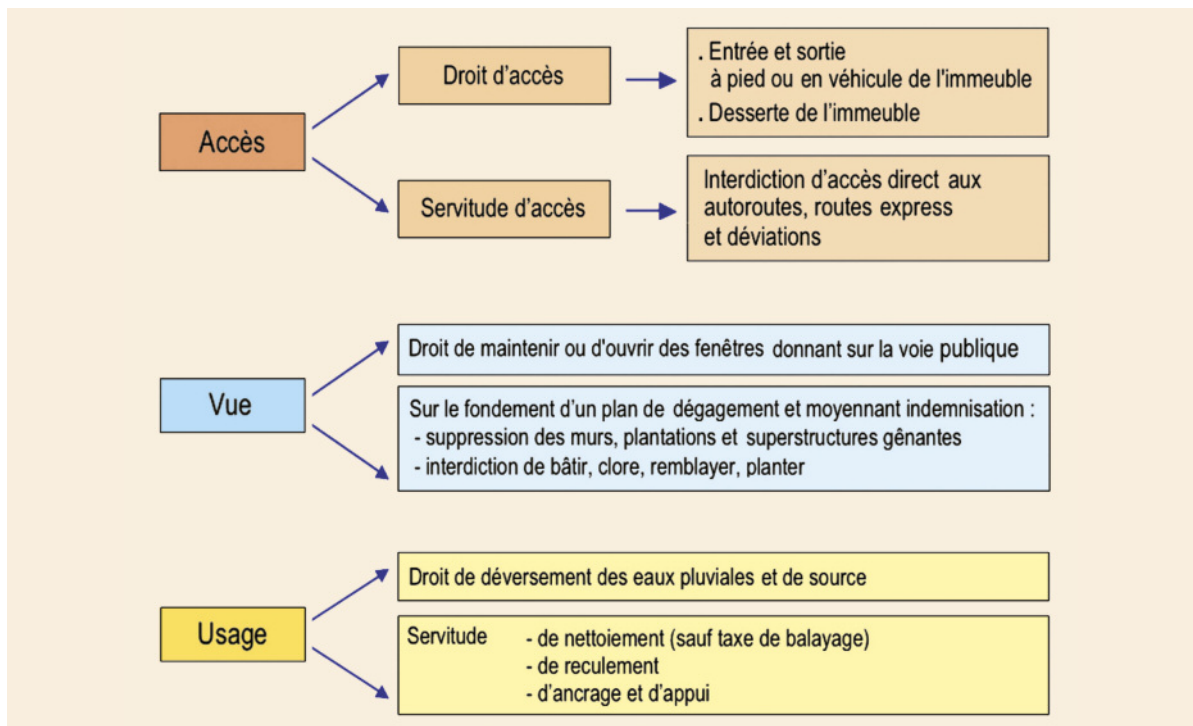 Accès
Droit d'accès
. Entrée et sortie
à pied ou en véhicule de l'immeuble
. Desserte de l'immeuble
Servitude d'accès
Interdiction d'accès direct aux
autoroutes, routes express
et déviations
Vue
Droit de maintenir ou d'ouvrir des fenêtres donnant sur la voie publique
Sur le fondement d'un plan de dégagement et moyennant indemnisation :
- suppression des murs, plantations et superstructures gênantes
- interdiction de bâtir, clore, remblayer, planter
Usage
Droit de déversement des eaux pluviales et de source
Servitude - de nettoiement (sauf taxe de balayage)
- de reculement
- d'ancrage et d'appui